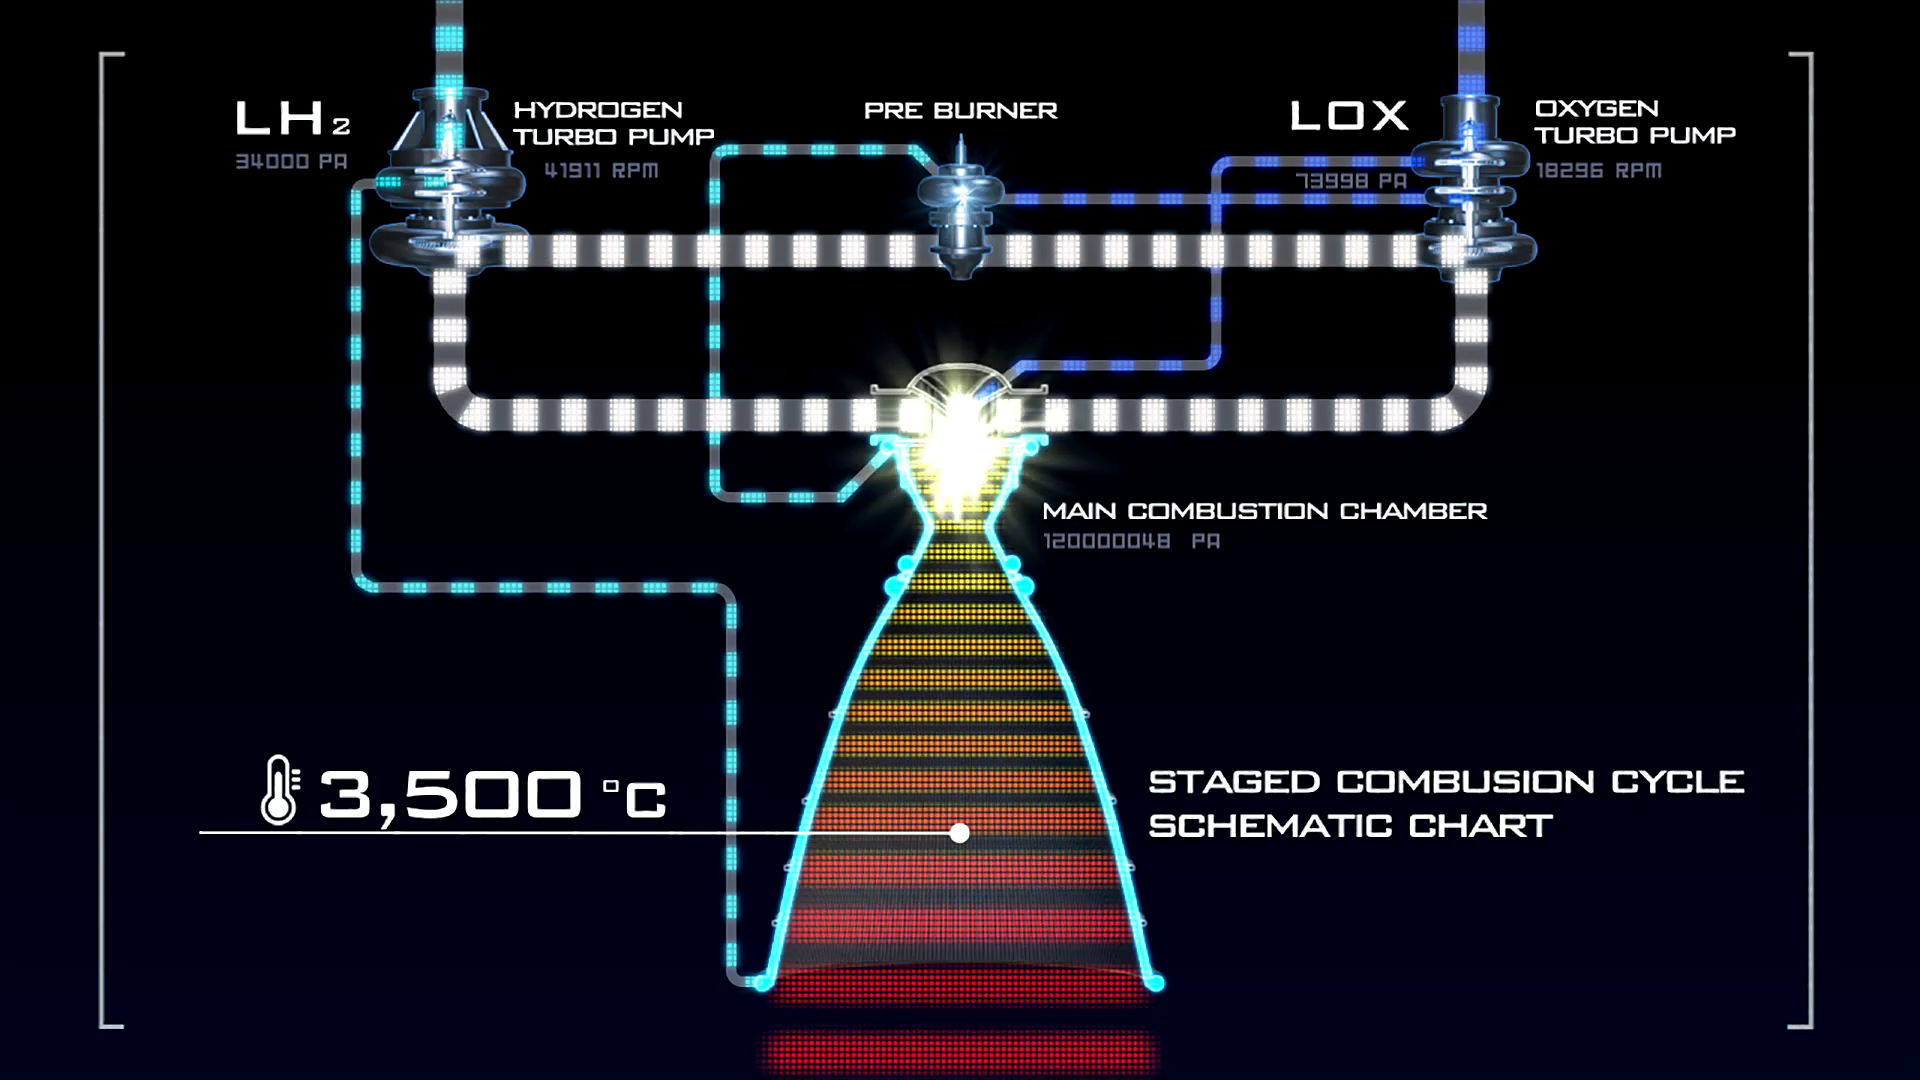 LH2
34000 PA
HYDROGEN
TURBO PUMP
41911 RPM
PRE BURNER
LOX
73998 PA
OXYGEN
TURBO PUMP
18296 RPM
MAIN COMBUSTION CHAMBER
120000048 PA
3,500 °C
STAGED COMBUSION CYCLE
SCHEMATIC CHART